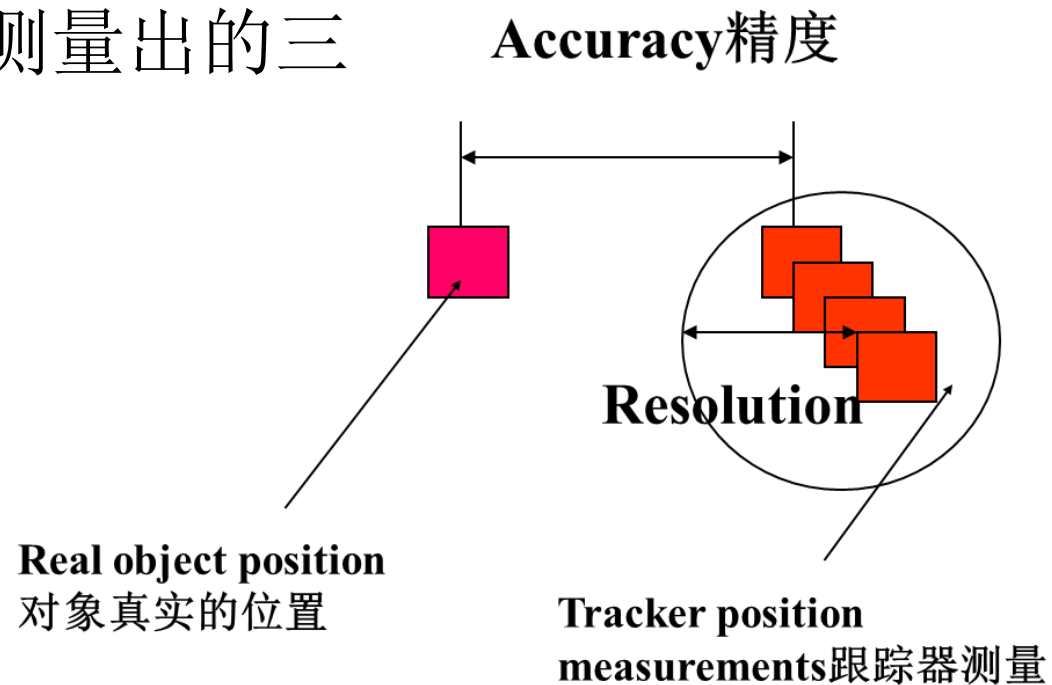 测量出的三
Accuracy精度
Resolution
Real object position
对象真实的位置
Tracker position
measurements跟踪器测量